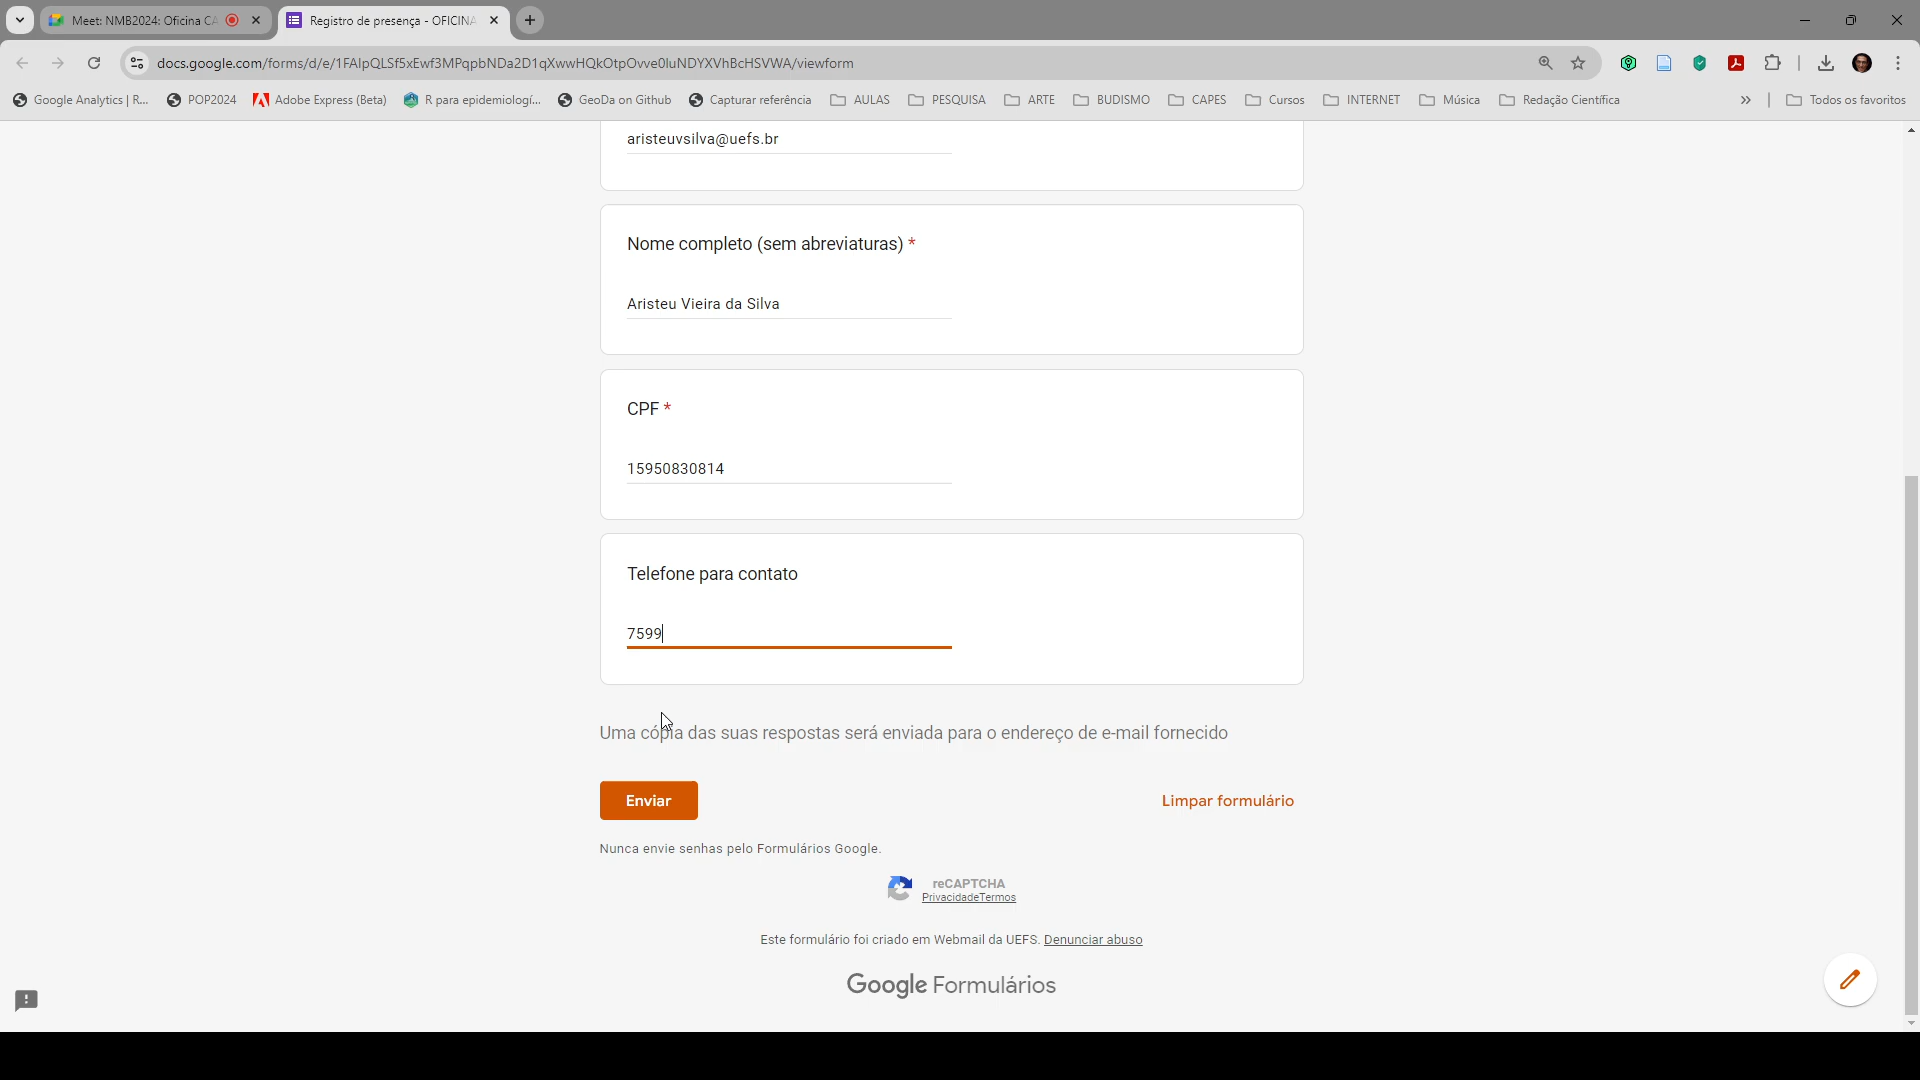 Meet: NMB2024: Oficina CA
Registro de presença - OFICINA
docs.google.com/forms/d/e/1FAIpQLSf5xEwf3MPqpbNDa2D1qXwwHQkOtpOvve0luNDYXVhBcHSVWA/viewform
Google Analytics | R... POP2024 Adobe Express (Beta) R para epidemiologí... GeoDa on Github Capturar referência AULAS PESQUISA ARTE BUDISMO CAPES Cursos INTERNET Música Redação Científica » Todos os favoritos
aristeuvsilva@uefs.br
Nome completo (sem abreviaturas) *
Aristeu Vieira da Silva
CPF *
15950830814
Telefone para contato
7599
Uma cópia das suas respostas será enviada para o endereço de e-mail fornecido
Enviar
Limpar formulário
Nunca envie senhas pelo Formulários Google.
reCAPTCHA
PrivacidadeTermos
Este formulário foi criado em Webmail da UEFS. Denunciar abuso
Google Formulários